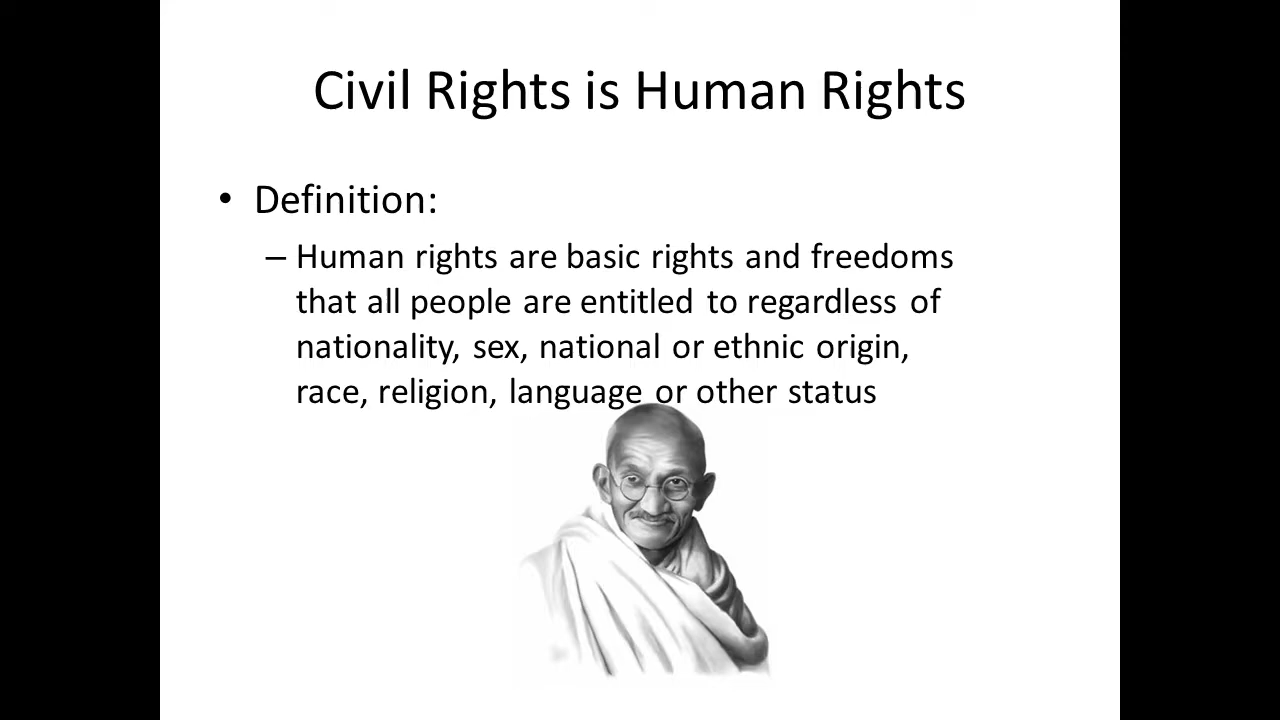 Civil Rights is Human Rights
• Definition:
– Human rights are basic rights and freedoms
that all people are entitled to regardless of
nationality, sex, national or ethnic origin,
race, religion, language or other status